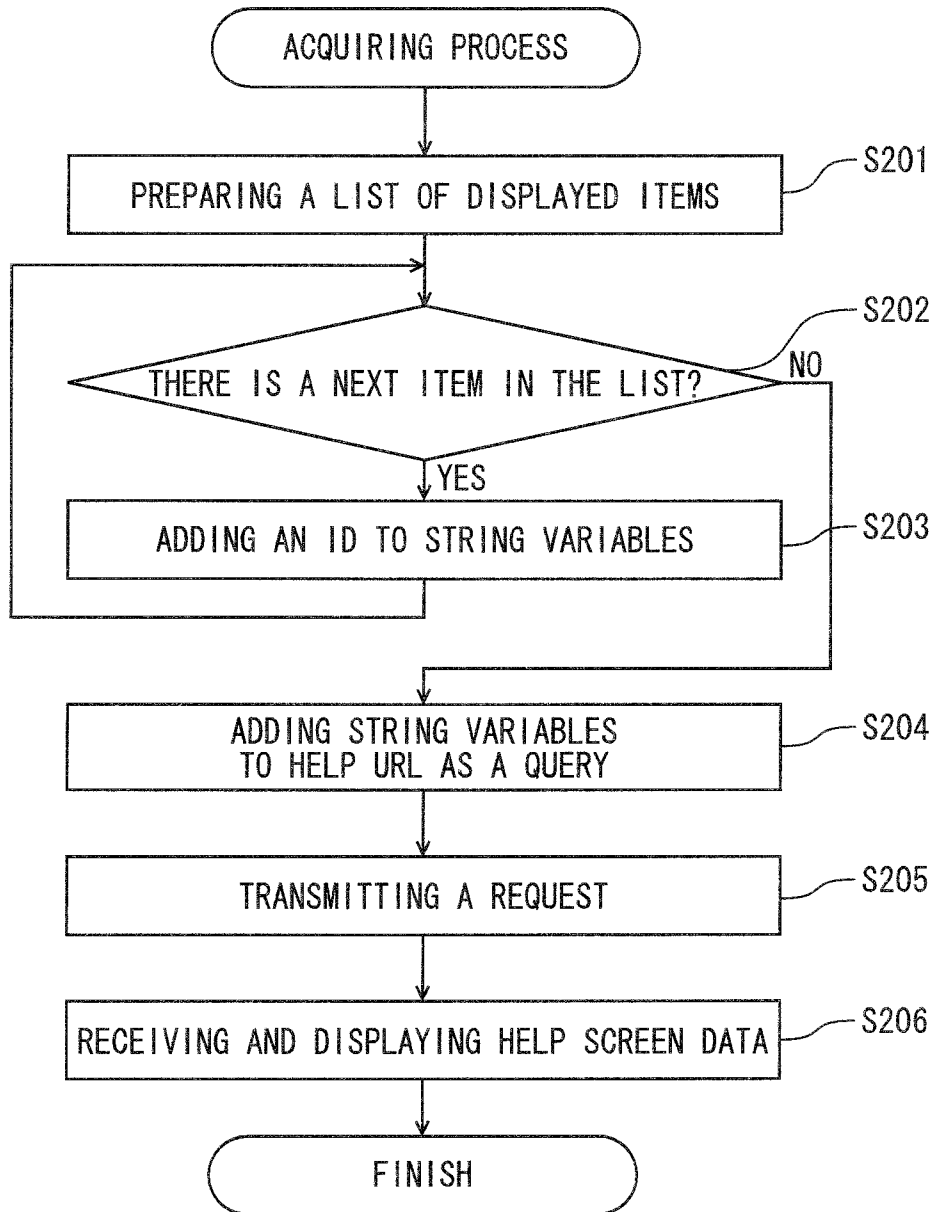 ACQUIRING PROCESS
S201
PREPARING A LIST OF DISPLAYED ITEMS
S202
THERE IS A NEXT ITEM IN THE LIST?
NO
YES
S203
ADDING AN ID TO STRING VARIABLES
S204
ADDING STRING VARIABLES
TO HELP URL AS A QUERY
S205
TRANSMITTING A REQUEST
S206
RECEIVING AND DISPLAYING HELP SCREEN DATA
FINISH